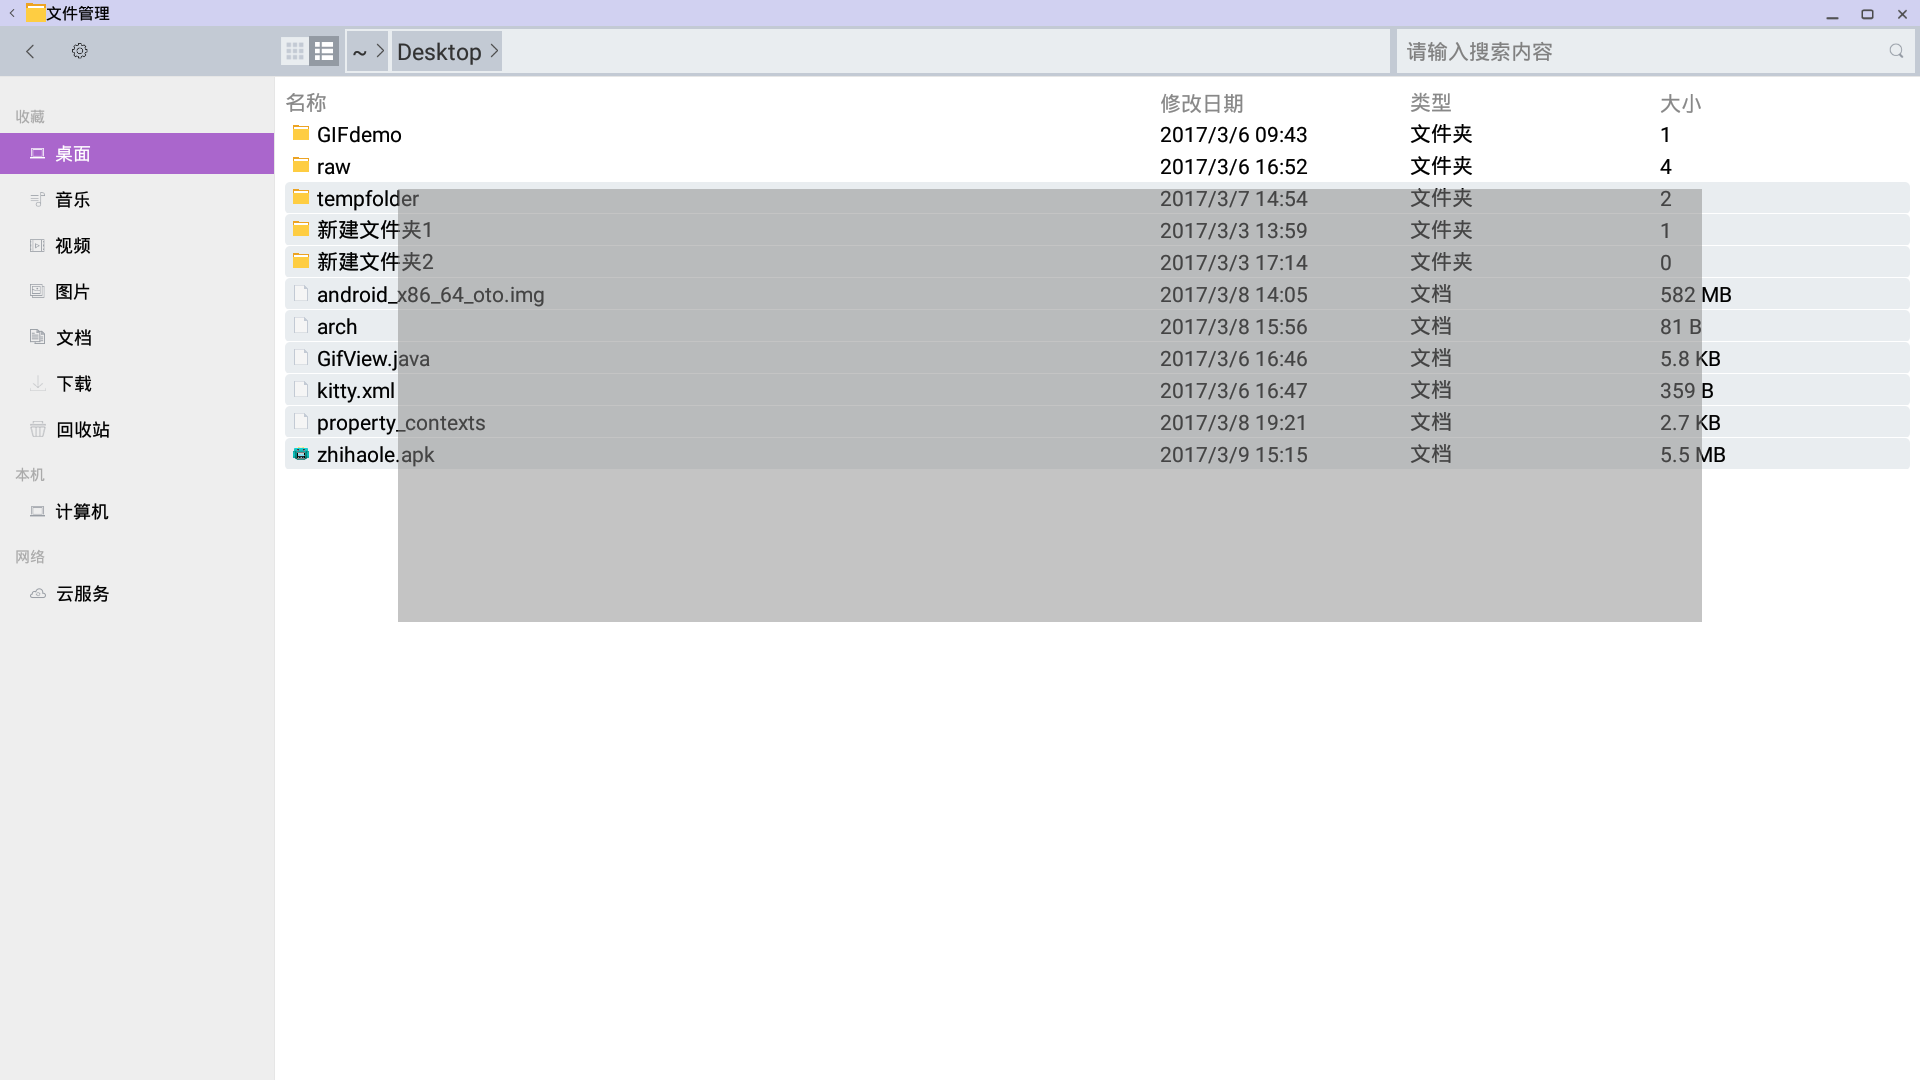 文件管理
~ Desktop 请输入搜索内容
收藏
桌面
音乐
视频
图片
文档
下载
回收站
本机
计算机
网络
云服务
名称 修改日期 类型 大小
GIFdemo 2017/3/6 09:43 文件夹 1
raw 2017/3/6 16:52 文件夹 4
tempfolder 2017/3/7 14:54 文件夹 2
新建文件夹1 2017/3/3 13:59 文件夹 1
新建文件夹2 2017/3/3 17:14 文件夹 0
android_x86_64_oto.img 2017/3/8 14:05 文档 582 MB
arch 2017/3/8 15:56 文档 81 B
GifView.java 2017/3/6 16:46 文档 5.8 KB
kitty.xml 2017/3/6 16:47 文档 359 B
property_contexts 2017/3/8 19:21 文档 2.7 KB
zhihaole.apk 2017/3/9 15:15 文档 5.5 MB